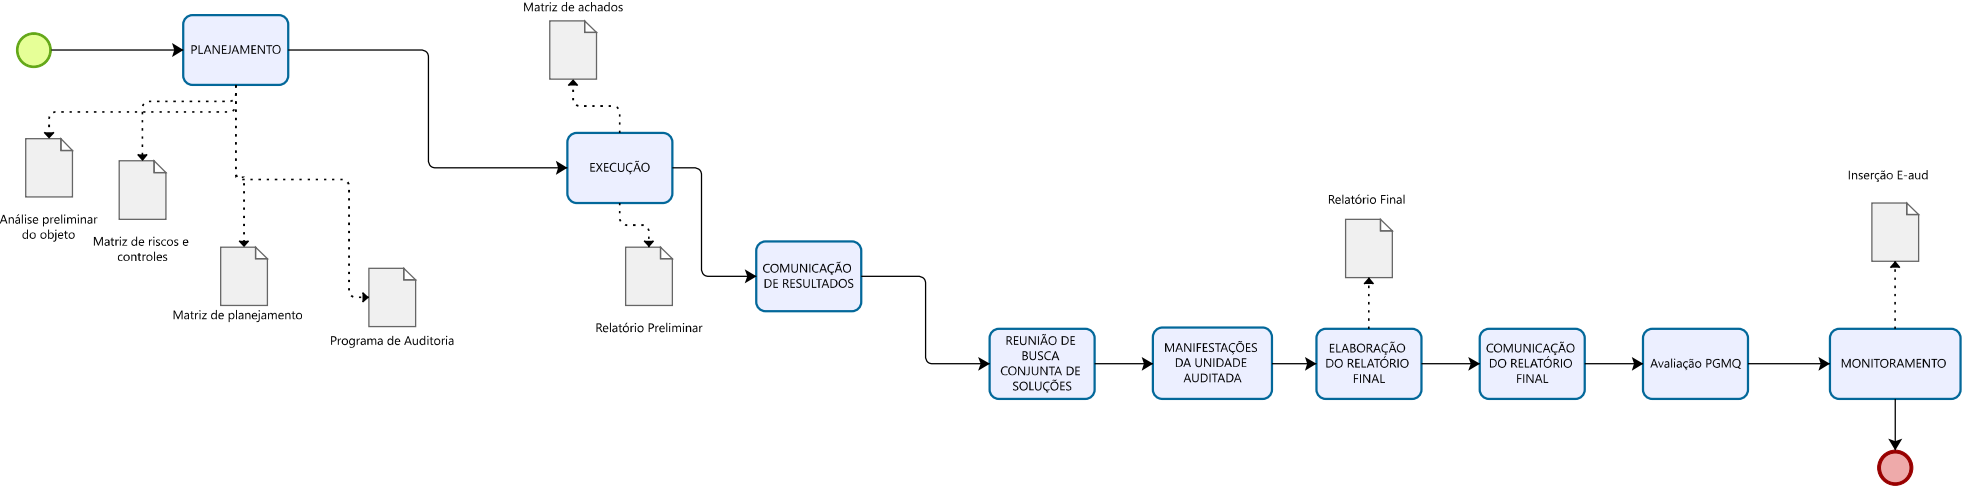 Matriz de achados
PLANEJAMENTO
EXECUÇÃO
Inserção E-aud
Relatório Final
Análise preliminar
do objeto
Matriz de riscos e
controles
Matriz de planejamento
Programa de Auditoria
Relatório Preliminar
COMUNICAÇÃO
DE RESULTADOS
REUNIÃO DE
BUSCA
CONJUNTA DE
SOLUÇÕES
MANIFESTAÇÕES
DA UNIDADE
AUDITADA
ELABORAÇÃO
DO RELATÓRIO
FINAL
COMUNICAÇÃO
DO RELATÓRIO
FINAL
Avaliação PGMQ
MONITORAMENTO